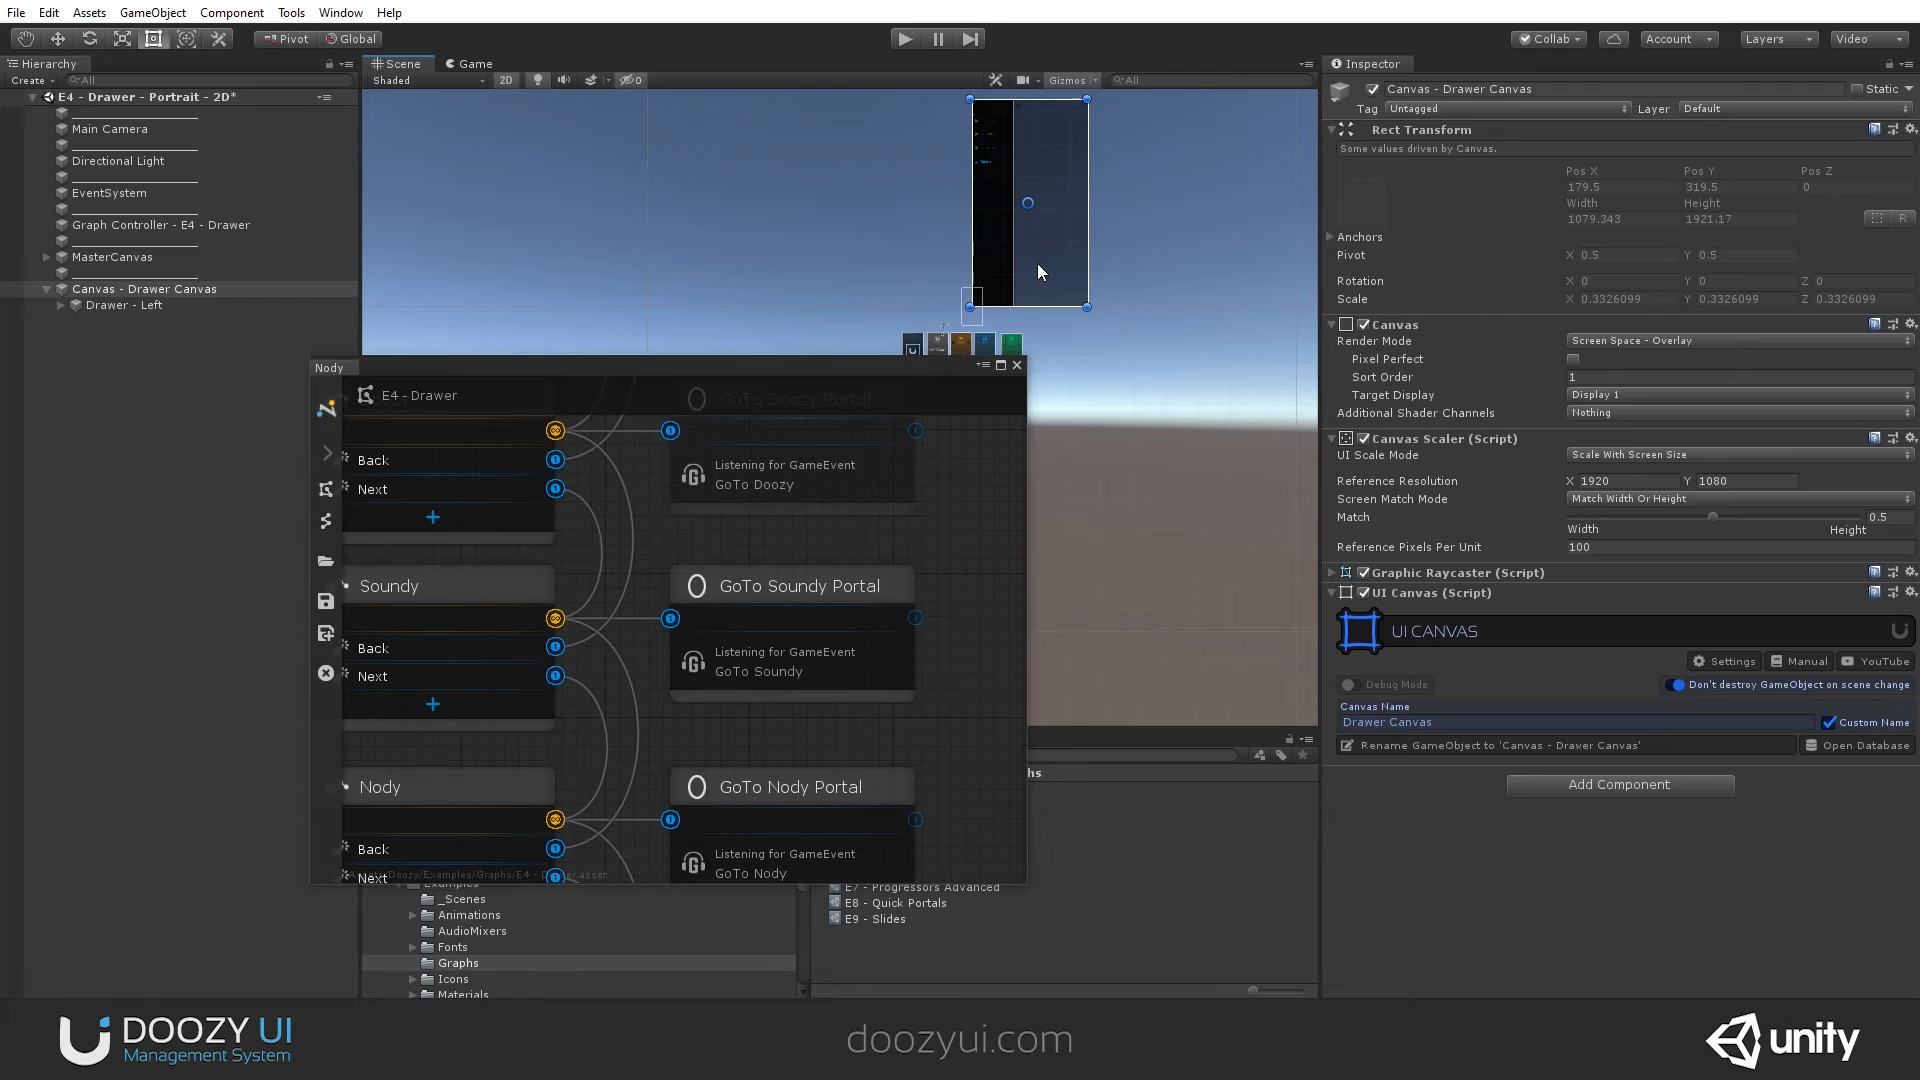 File Edit Assets GameObject Component Tools Window Help
Pivot Global Collab Account Layers Video
Hierarchy
Create All
E4 - Drawer - Portrait - 2D*
Main Camera
Directional Light
EventSystem
Graph Controller - E4 - Drawer
MasterCanvas
Canvas - Drawer Canvas
Drawer - Left
Scene Game
Shaded 2D 0 Gizmos All
Nody
E4 - Drawer
GoTo Doozy Portal
Back
Next
Listening for GameEvent
GoTo Doozy
Soundy
GoTo Soundy Portal
Back
Next
Listening for GameEvent
GoTo Soundy
Nody
GoTo Nody Portal
Back
Next
Listening for GameEvent
GoTo Nody
hs
Examples
_Scenes
Animations
AudioMixers
Fonts
Graphs
Icons
Materials
E7 - Progressors Advanced
E8 - Quick Portals
E9 - Slides
Inspector
Canvas - Drawer Canvas Static
Tag Untagged Layer Default
Rect Transform
Some values driven by Canvas.
Pos X Pos Y Pos Z
179.5 319.5 0
Width Height
1079.343 1921.17 R
Anchors
Pivot X 0.5 Y 0.5
Rotation X 0 Y 0 Z 0
Scale X 0.3326099 Y 0.3326099 Z 0.3326099
Canvas
Render Mode Screen Space - Overlay
Pixel Perfect
Sort Order 1
Target Display Display 1
Additional Shader Channels Nothing
Canvas Scaler (Script)
UI Scale Mode Scale With Screen Size
Reference Resolution X 1920 Y 1080
Screen Match Mode Match Width Or Height
Match 0.5
Width Height
Reference Pixels Per Unit 100
Graphic Raycaster (Script)
UI Canvas (Script)
UI CANVAS
Settings Manual YouTube
Debug Mode Don't destroy GameObject on scene change
Canvas Name
Drawer Canvas Custom Name
Rename GameObject to 'Canvas - Drawer Canvas' Open Database
Add Component
DOOZY UI
Management System
doozyui.com
unity